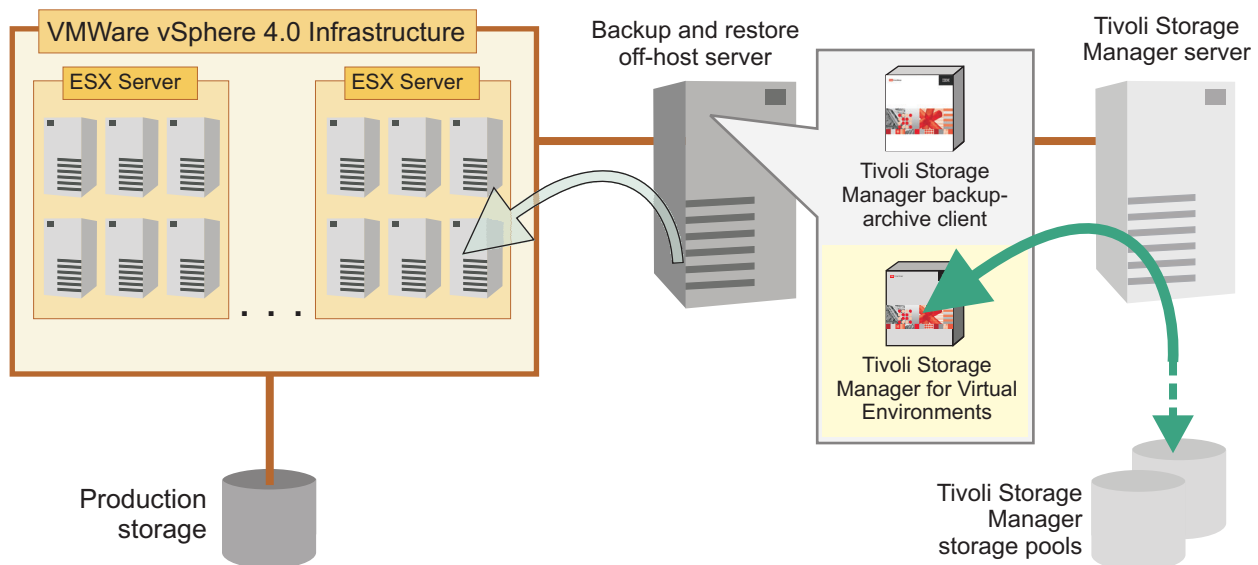 VMWare vSphere 4.0 Infrastructure
ESX Server
ESX Server
. . .
Backup and restore
off-host server
Tivoli Storage
Manager server
Tivoli Storage
Manager backup-
archive client
Tivoli Storage
Manager for Virtual
Environments
Production
storage
Tivoli Storage
Manager
storage pools